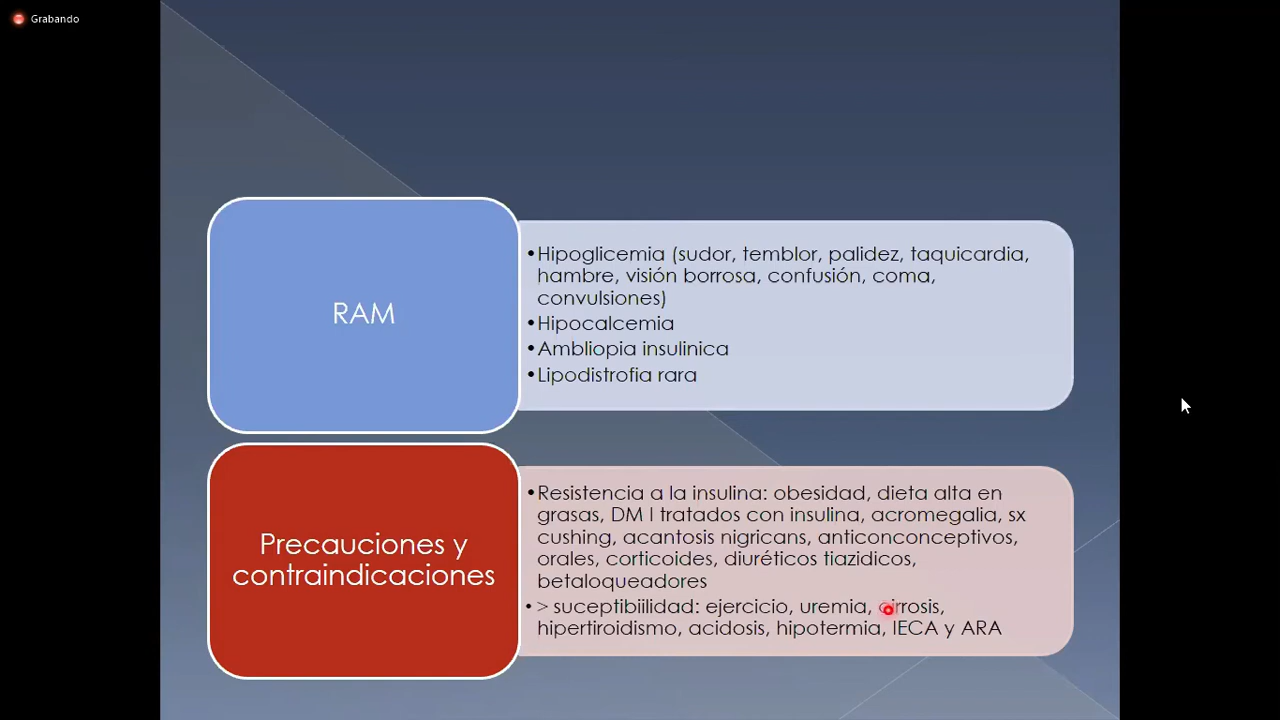 Grabando
RAM
•Hipoglicemia (sudor, temblor, palidez, taquicardia,
hambre, visión borrosa, confusión, coma,
convulsiones)
•Hipocalcemia
•Ambliopia insulinica
•Lipodistrofia rara
Precauciones y
contraindicaciones
•Resistencia a la insulina: obesidad, dieta alta en
grasas, DM I tratados con insulina, acromegalia, sx
cushing, acantosis nigricans, anticonconceptivos,
orales, corticoides, diuréticos tiazidicos,
betaloqueadores
•> suceptibiilidad: ejercicio, uremia, cirrosis,
hipertiroidismo, acidosis, hipotermia, IECA y ARA